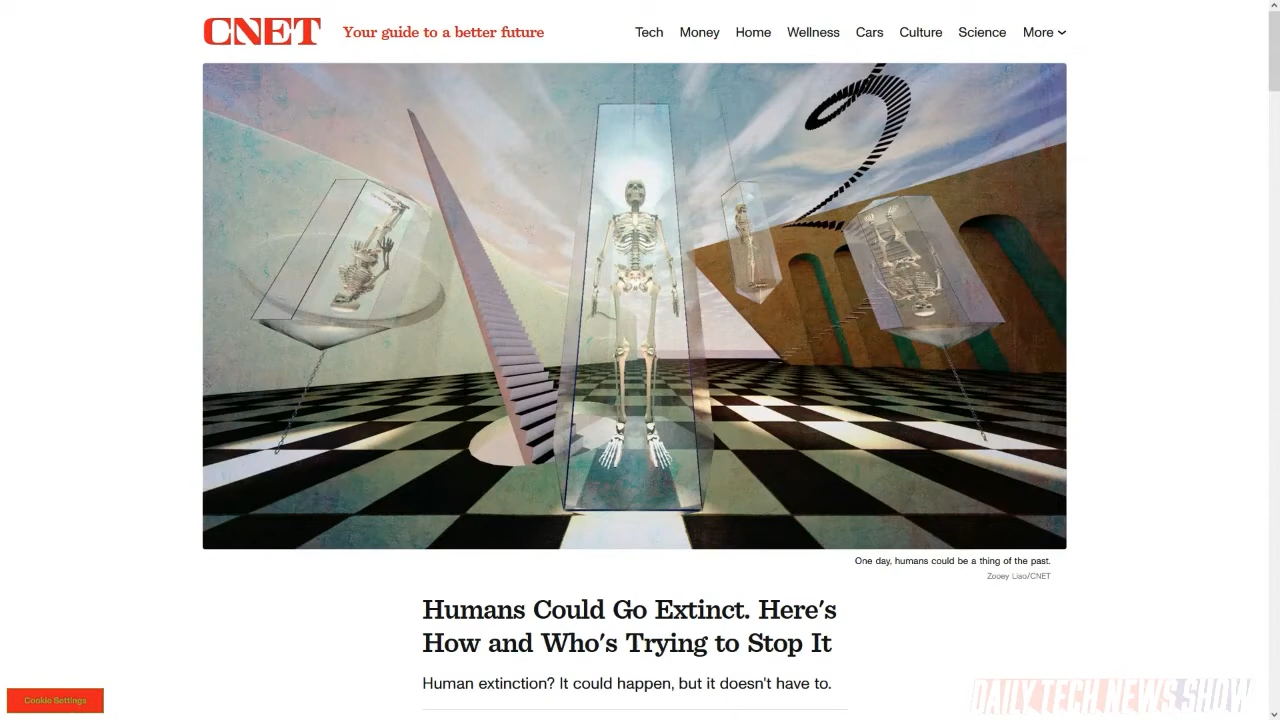 CNET
Your guide to a better future
Tech Money Home Wellness Cars Culture Science More
One day, humans could be a thing of the past.
Zooey Liao/CNET
Humans Could Go Extinct. Here's
How and Who's Trying to Stop It
Human extinction? It could happen, but it doesn't have to.
Cookie Settings
DAILY TECH NEWS SHOW